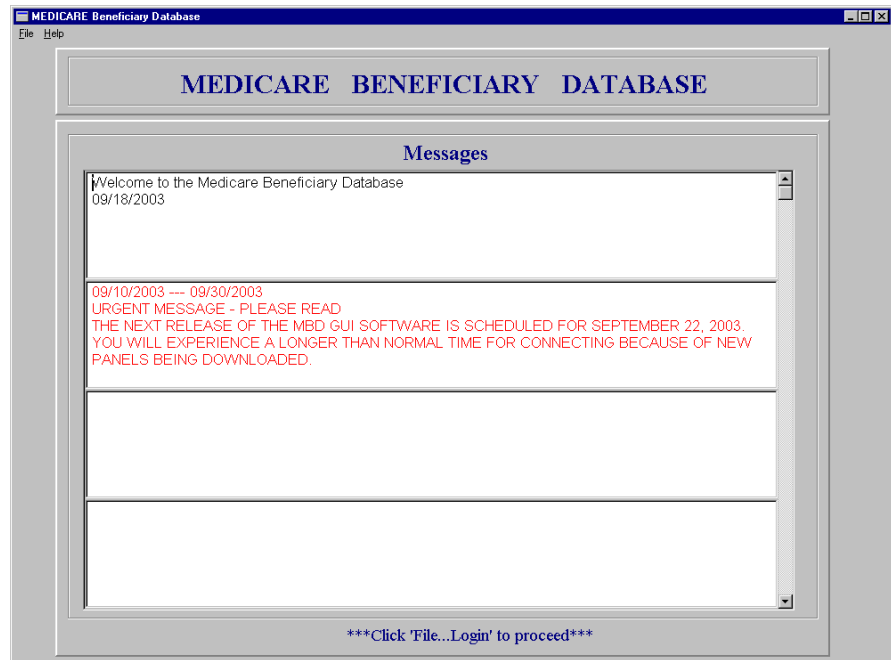 MEDICARE Beneficiary Database
File Help
MEDICARE BENEFICIARY DATABASE
Messages
Welcome to the Medicare Beneficiary Database
09/18/2003
09/10/2003 --- 09/30/2003
URGENT MESSAGE - PLEASE READ
THE NEXT RELEASE OF THE MBD GUI SOFTWARE IS SCHEDULED FOR SEPTEMBER 22, 2003.
YOU WILL EXPERIENCE A LONGER THAN NORMAL TIME FOR CONNECTING BECAUSE OF NEW
PANELS BEING DOWNLOADED.
***Click 'File...Login' to proceed***